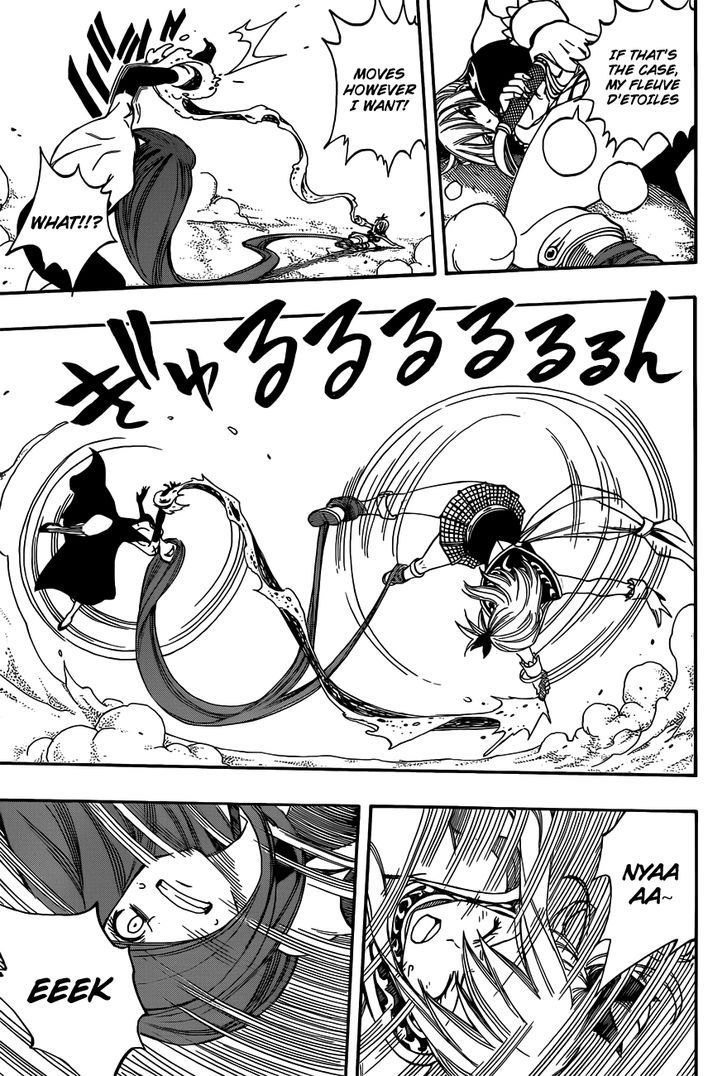 IF THAT'S
THE CASE,
MY FLEUVE
D'ETOILES
MOVES
HOWEVER
I WANT!
WHAT!!?
ぎゅるるるるるるん
NYAA
AA~
EEEK